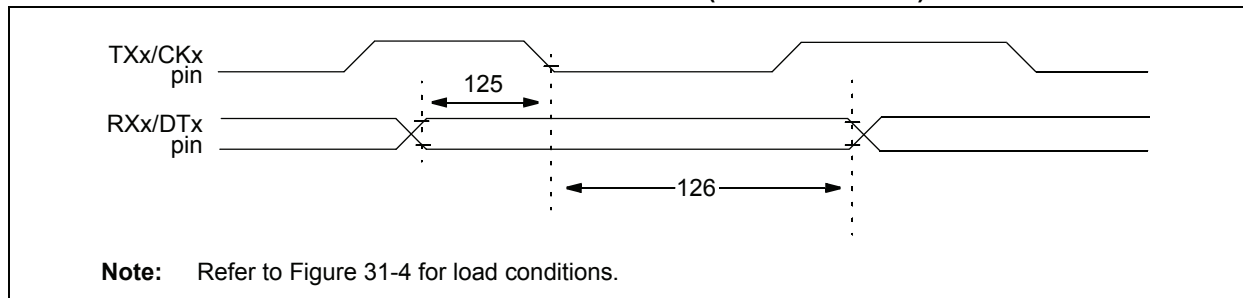 TXx/CKx
pin
125
RXx/DTx
pin
126
Note: Refer to Figure 31-4 for load conditions.